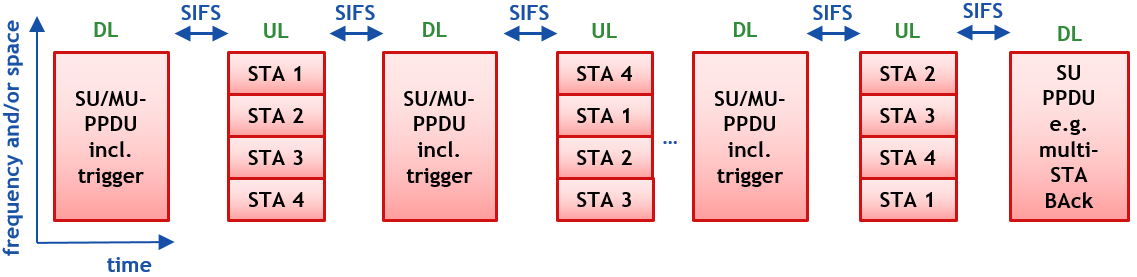 frequency and/or space
DL
SIFS
UL
SIFS
DL
SIFS
UL
DL
SIFS
UL
SIFS
DL
SU/MU-
PPDU
incl.
trigger
STA 1
STA 2
STA 3
STA 4
SU/MU-
PPDU
incl.
trigger
STA 4
STA 1
STA 2
STA 3
...
SU/MU-
PPDU
incl.
trigger
STA 2
STA 3
STA 4
STA 1
SU
PPDU
e.g.
multi-
STA
BAck
time